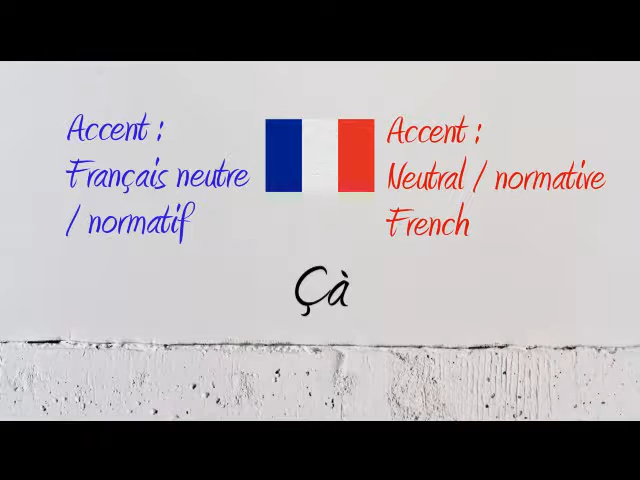 Accent :
Français neutre
/ normatif
Accent :
Neutral / normative
French
Çà